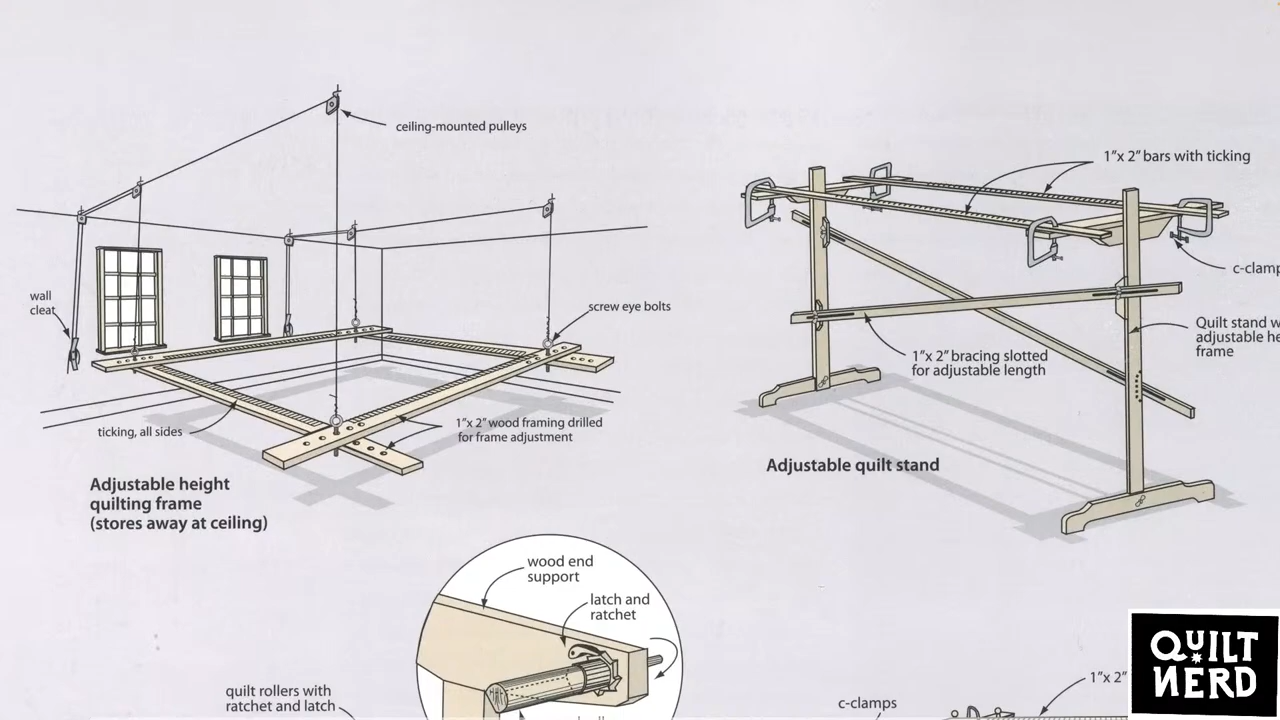 ceiling-mounted pulleys
wall
cleat
screw eye bolts
ticking, all sides
1”x 2” wood framing drilled
for frame adjustment
Adjustable height
quilting frame
(stores away at ceiling)
1”x 2” bars with ticking
c-clamp
Quilt stand w
adjustable he
frame
1”x 2” bracing slotted
for adjustable length
Adjustable quilt stand
wood end
support
latch and
ratchet
quilt rollers with
ratchet and latch
c-clamps
1”x 2”
QUILT
NERD